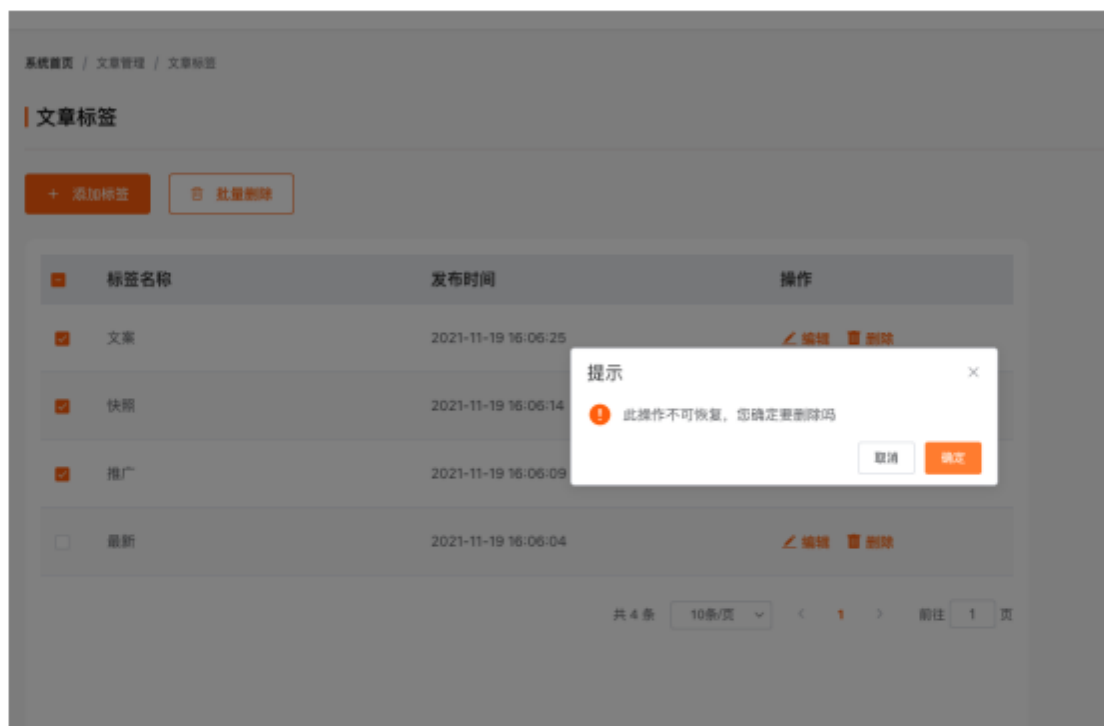 系统首页 / 文章管理 / 文章标签
文章标签
+ 添加标签 批量删除
标签名称 发布时间 操作
文案 2021-11-19 16:06:25 编辑 删除
快照 2021-11-19 16:06:14
推广 2021-11-19 16:06:09
最新 2021-11-19 16:06:04 编辑 删除
提示
此操作不可恢复，您确定要删除吗
取消 确定
共 4 条 10条/页 < 1 > 前往 1 页